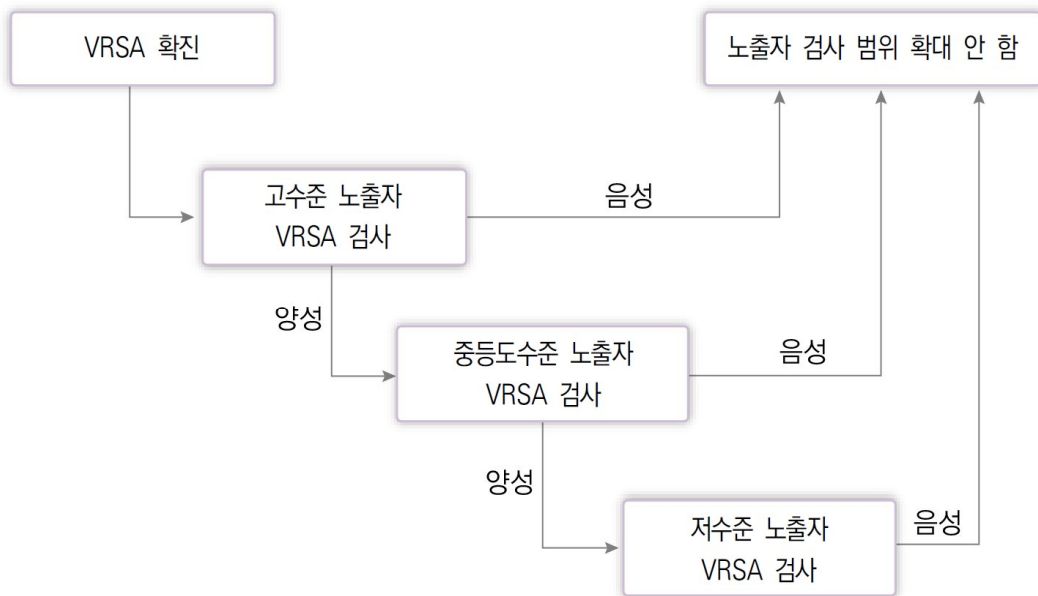 VRSA 확진
노출자 검사 범위 확대 안 함
고수준 노출자
VRSA 검사
음성
양성
중등도수준 노출자
VRSA 검사
음성
양성
저수준 노출자
VRSA 검사
음성